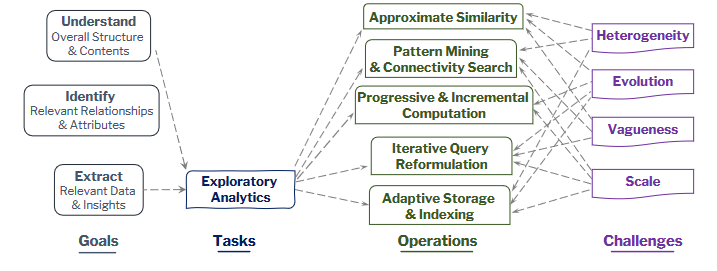 Understand
Overall Structure
& Contents
Identify
Relevant Relationships
& Attributes
Extract
Relevant Data
& Insights
Goals
Exploratory
Analytics
Tasks
Approximate Similarity
Pattern Mining
& Connectivity Search
Progressive & Incremental
Computation
Iterative Query
Reformulation
Adaptive Storage
& Indexing
Operations
Heterogeneity
Evolution
Vagueness
Scale
Challenges